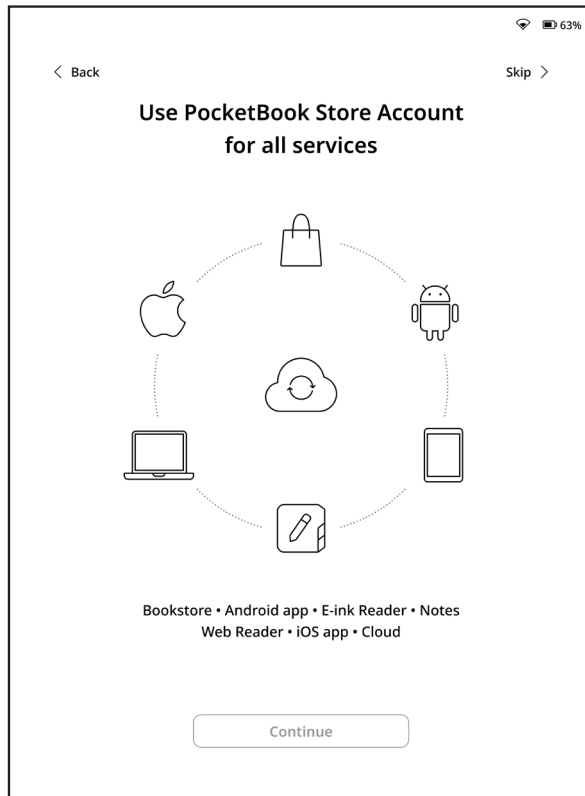 63%
Back
Skip
Use PocketBook Store Account
for all services
Bookstore • Android app • E-ink Reader • Notes
Web Reader • iOS app • Cloud
Continue